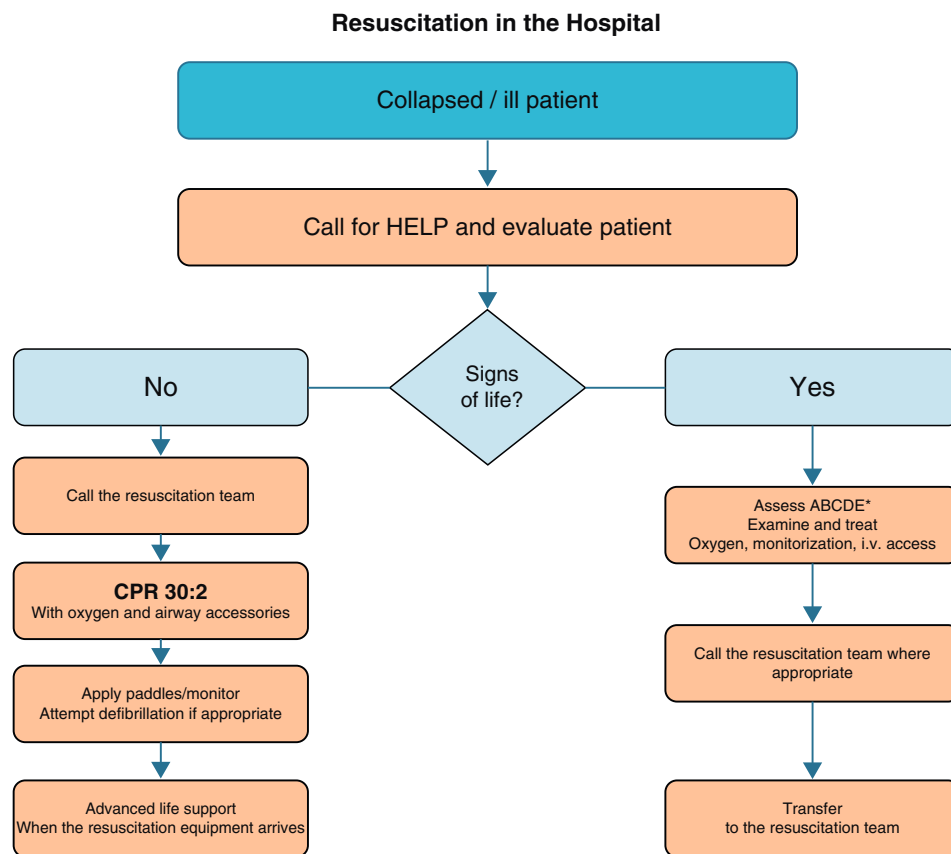 Resuscitation in the Hospital
Collapsed / ill patient
Call for HELP and evaluate patient
Signs
of life?
No
Yes
Call the resuscitation team
CPR 30:2
With oxygen and airway accessories
Apply paddles/monitor
Attempt defibrillation if appropriate
Advanced life support
When the resuscitation equipment arrives
Assess ABCDE*
Examine and treat
Oxygen, monitorization, i.v. access
Call the resuscitation team where
appropriate
Transfer
to the resuscitation team